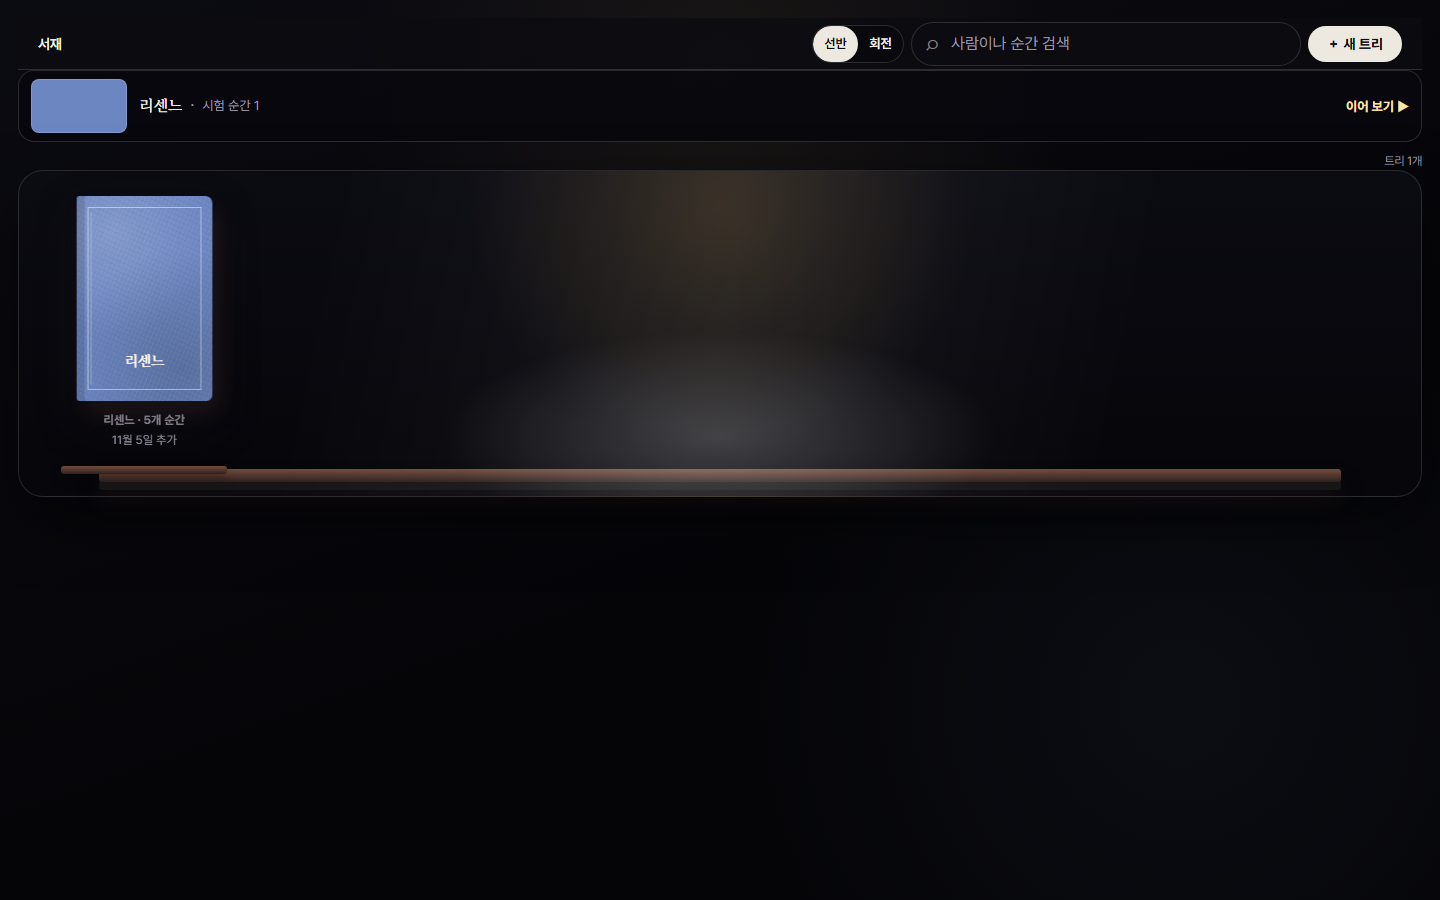 서재
선반 회전
사람이나 순간 검색
+ 새 트리
리센느 · 시험 순간 1
이어 보기 ▶
트리 1개
리센느
리센느 · 5개 순간
11월 5일 추가